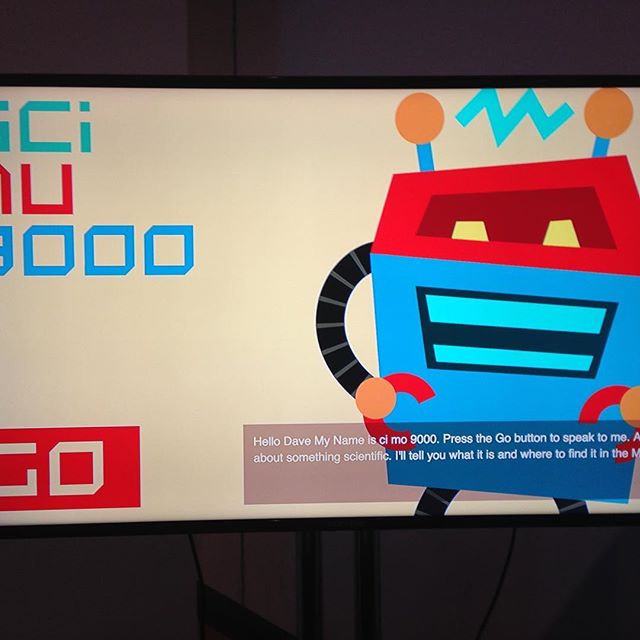 SCi
9000
GO
Hello Dave My Name is ci mo 9000. Press the Go button to speak to me. A
about something scientific. I'll tell you what it is and where to find it in the M